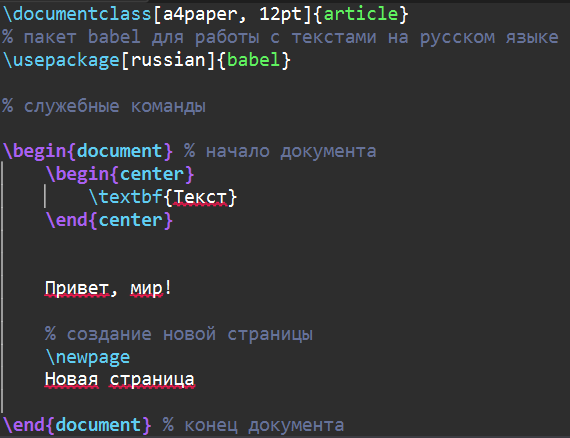 \documentclass[a4paper, 12pt]{article}
% пакет babel для работы с текстами на русском языке
\usepackage[russian]{babel}
% служебные команды
\begin{document} % начало документа
\begin{center}
\textbf{Текст}
\end{center}
Привет, мир!
% создание новой страницы
\newpage
Новая страница
\end{document} % конец документа